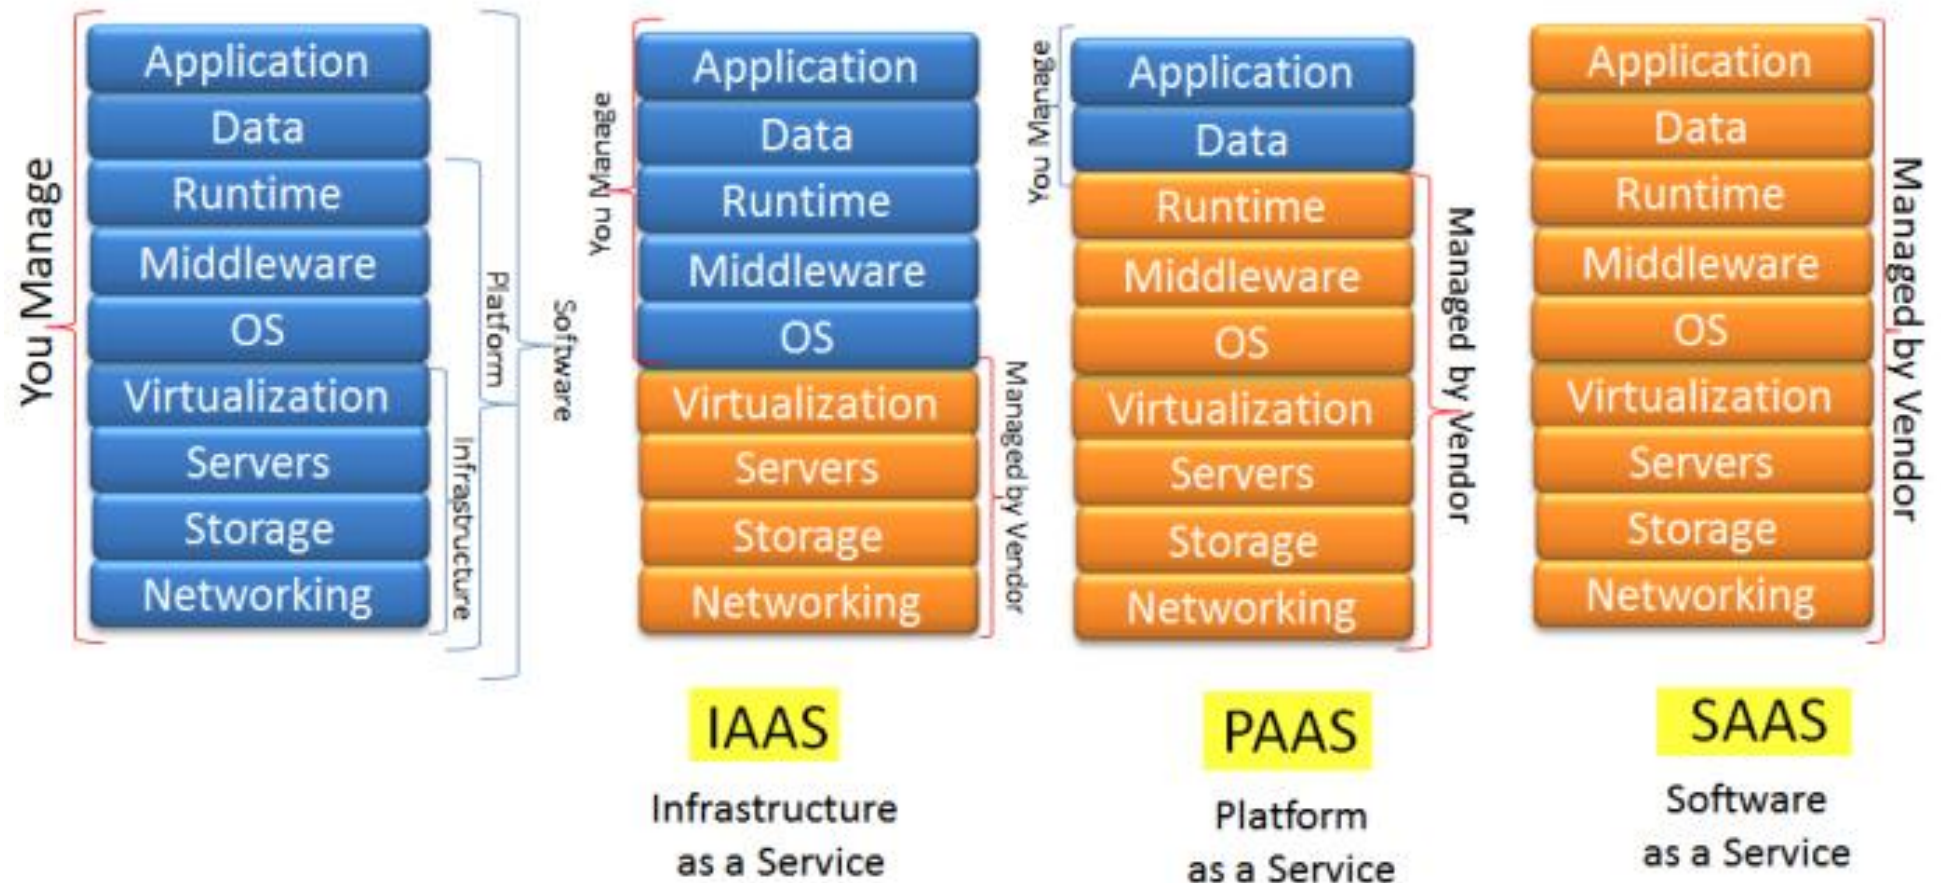 You Manage
Application
Data
Runtime
Middleware
OS
Virtualization
Servers
Storage
Networking
Infrastructure
Platform
Software
You Manage
Application
Data
Runtime
Middleware
OS
Virtualization
Servers
Storage
Networking
Managed by Vendor
IAAS
Infrastructure
as a Service
You Manage
Application
Data
Runtime
Middleware
OS
Virtualization
Servers
Storage
Networking
Managed by Vendor
PAAS
Platform
as a Service
Application
Data
Runtime
Middleware
OS
Virtualization
Servers
Storage
Networking
Managed by Vendor
SAAS
Software
as a Service